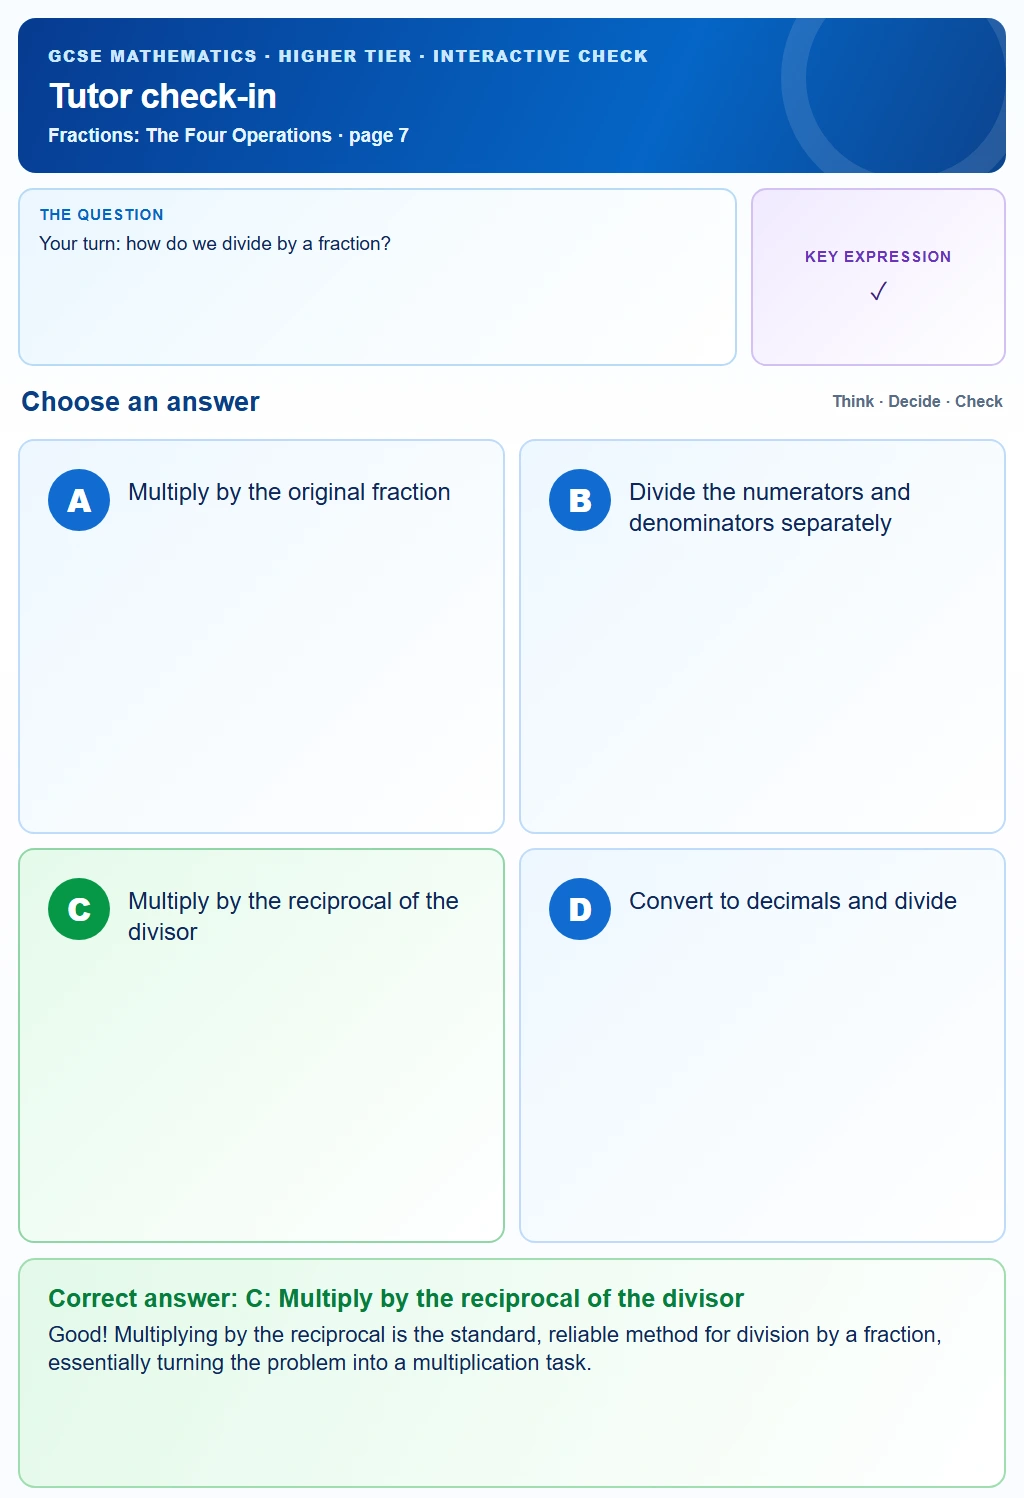 GCSE MATHEMATICS · HIGHER TIER · INTERACTIVE CHECK
Tutor check-in
Fractions: The Four Operations · page 7
THE QUESTION
Your turn: how do we divide by a fraction?
KEY EXPRESSION
✓
Choose an answer
Think · Decide · Check
A
Multiply by the original fraction
B
Divide the numerators and
denominators separately
C
Multiply by the reciprocal of the
divisor
D
Convert to decimals and divide
Correct answer: C: Multiply by the reciprocal of the divisor
Good! Multiplying by the reciprocal is the standard, reliable method for division by a fraction,
essentially turning the problem into a multiplication task.